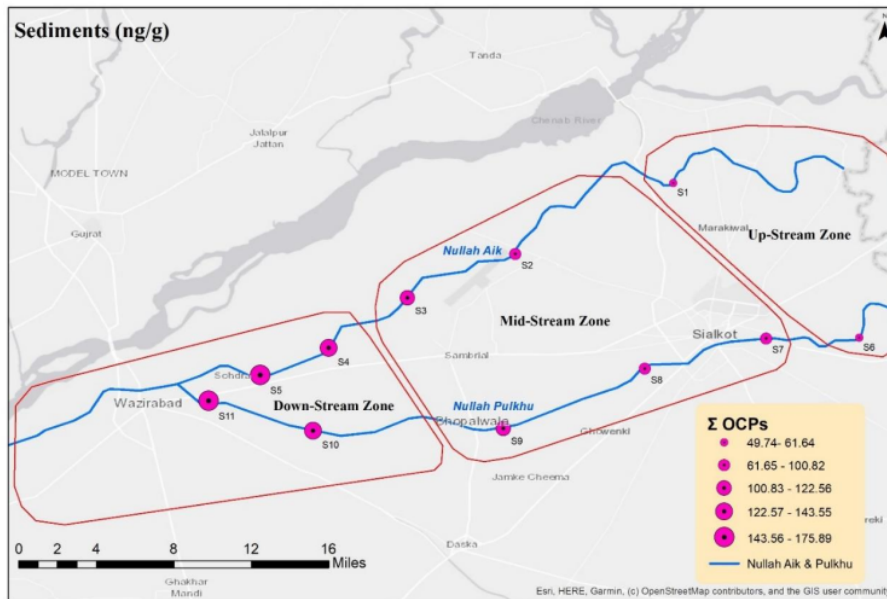 Sediments (ng/g)
Tanda
Chenab River
Jalalpur
Jattan
MODEL TOWN
S1
Marakiwal
Up-Stream Zone
Gujrat
Nullah Aik
S2
S3
Mid-Stream Zone
Sialkot
S7
S6
S4
Sambrial
S8
Sohdra
S5
Wazirabad
S11
Down-Stream Zone
Nullah Pulkhu
Bhopalwala
S9
Ghowenki
S10
Jamke Cheema
Σ OCPs
49.74- 61.64
61.65 - 100.82
100.83 - 122.56
122.57 - 143.55
143.56 - 175.89
Nullah Aik & Pulkhu
reki
0 2 4 8 12 16
Miles
Daska
Ghakhar
Mandi
Esri, HERE, Garmin, (c) OpenStreetMap contributors, and the GIS user community